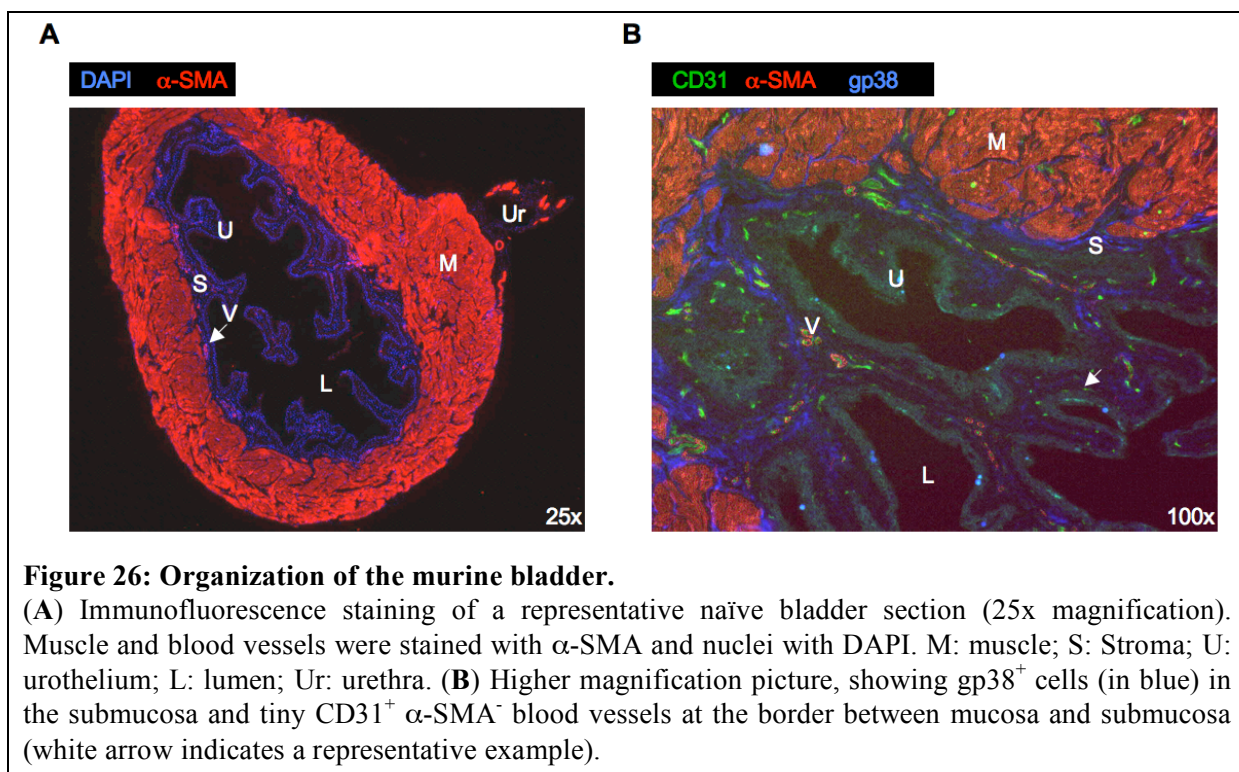 A
B
DAPI α-SMA
CD31 α-SMA gp38
U
Ur
M
S
V
L
25x
M
S
U
V
L
100x
Figure 26: Organization of the murine bladder.
(A) Immunofluorescence staining of a representative naïve bladder section (25x magnification).
Muscle and blood vessels were stained with α-SMA and nuclei with DAPI. M: muscle; S: Stroma; U:
urothelium; L: lumen; Ur: urethra. (B) Higher magnification picture, showing gp38⁺ cells (in blue) in
the submucosa and tiny CD31⁺ α-SMA⁻ blood vessels at the border between mucosa and submucosa
(white arrow indicates a representative example).